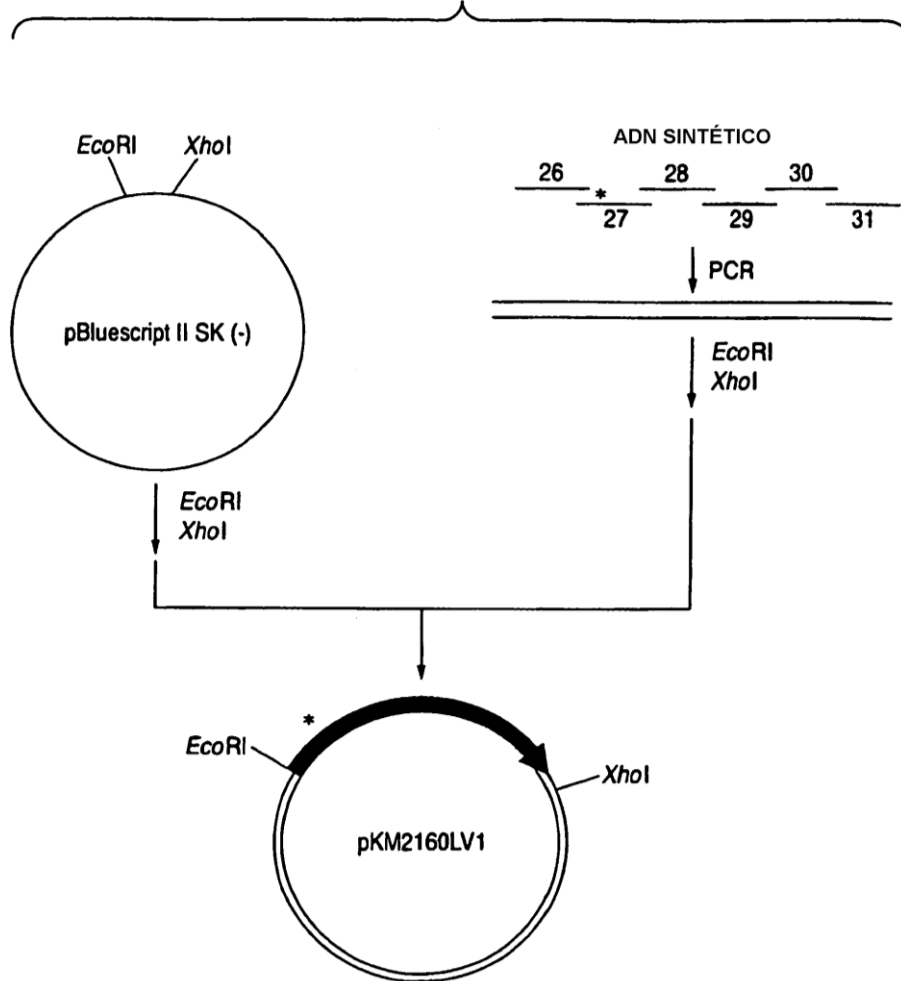 EcoRI XhoI
pBluescript II SK (-)
EcoRI
XhoI
ADN SINTÉTICO
26 28 30
*
27 29 31
PCR
EcoRI
XhoI
*
EcoRI
XhoI
pKM2160LV1